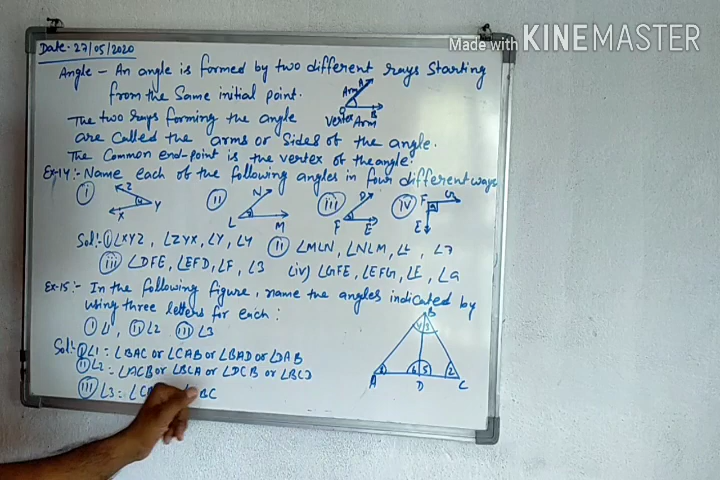 Made with KINEMASTER
Date- 27/05/2020
Angle - An angle is formed by two different rays starting
from the same initial point.
Arm A
O B
Vertex Arm
The two rays forming the angle
are called the arms or sides of the angle.
The common end-point is the vertex of the angle.
Ex-14:- Name each of the following angles in four different ways
i Z X Y
ii N L M
iii D F E
iv F G E
Sol:- i ∠XYZ, ∠ZYX, ∠Y, ∠4 ii ∠MLN, ∠NLM, ∠L, ∠7
iii ∠DFE, ∠EFD, ∠F, ∠3 (iv) ∠GFE, ∠EFG, ∠E, ∠a
Ex-15:- In the following figure, name the angles indicated by
using three letters for each:
i ∠1, ii ∠2 iii ∠3
B
4 3
6 5 2
A D C
Sol:- i ∠1 = ∠BAC or ∠CAB or ∠BAD or ∠DAB
ii ∠2 = ∠ACB or ∠BCA or ∠DCB or ∠BCD
iii ∠3 =